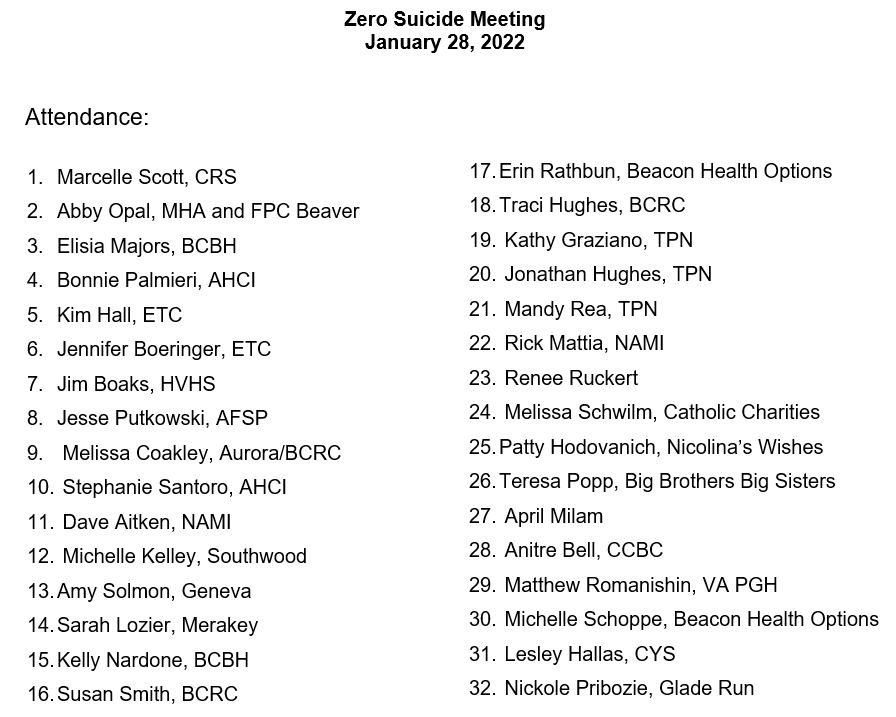 Zero Suicide Meeting
January 28, 2022
Attendance:
1. Marcelle Scott, CRS
2. Abby Opal, MHA and FPC Beaver
3. Elisia Majors, BCBH
4. Bonnie Palmieri, AHCI
5. Kim Hall, ETC
6. Jennifer Boeringer, ETC
7. Jim Boaks, HVHS
8. Jesse Putkowski, AFSP
9. Melissa Coakley, Aurora/BCRC
10. Stephanie Santoro, AHCI
11. Dave Aitken, NAMI
12. Michelle Kelley, Southwood
13. Amy Solmon, Geneva
14. Sarah Lozier, Merakey
15. Kelly Nardone, BCBH
16. Susan Smith, BCRC
17. Erin Rathbun, Beacon Health Options
18. Traci Hughes, BCRC
19. Kathy Graziano, TPN
20. Jonathan Hughes, TPN
21. Mandy Rea, TPN
22. Rick Mattia, NAMI
23. Renee Ruckert
24. Melissa Schwilm, Catholic Charities
25. Patty Hodovanich, Nicolina’s Wishes
26. Teresa Popp, Big Brothers Big Sisters
27. April Milam
28. Anitre Bell, CCBC
29. Matthew Romanishin, VA PGH
30. Michelle Schoppe, Beacon Health Options
31. Lesley Hallas, CYS
32. Nickole Pribozie, Glade Run